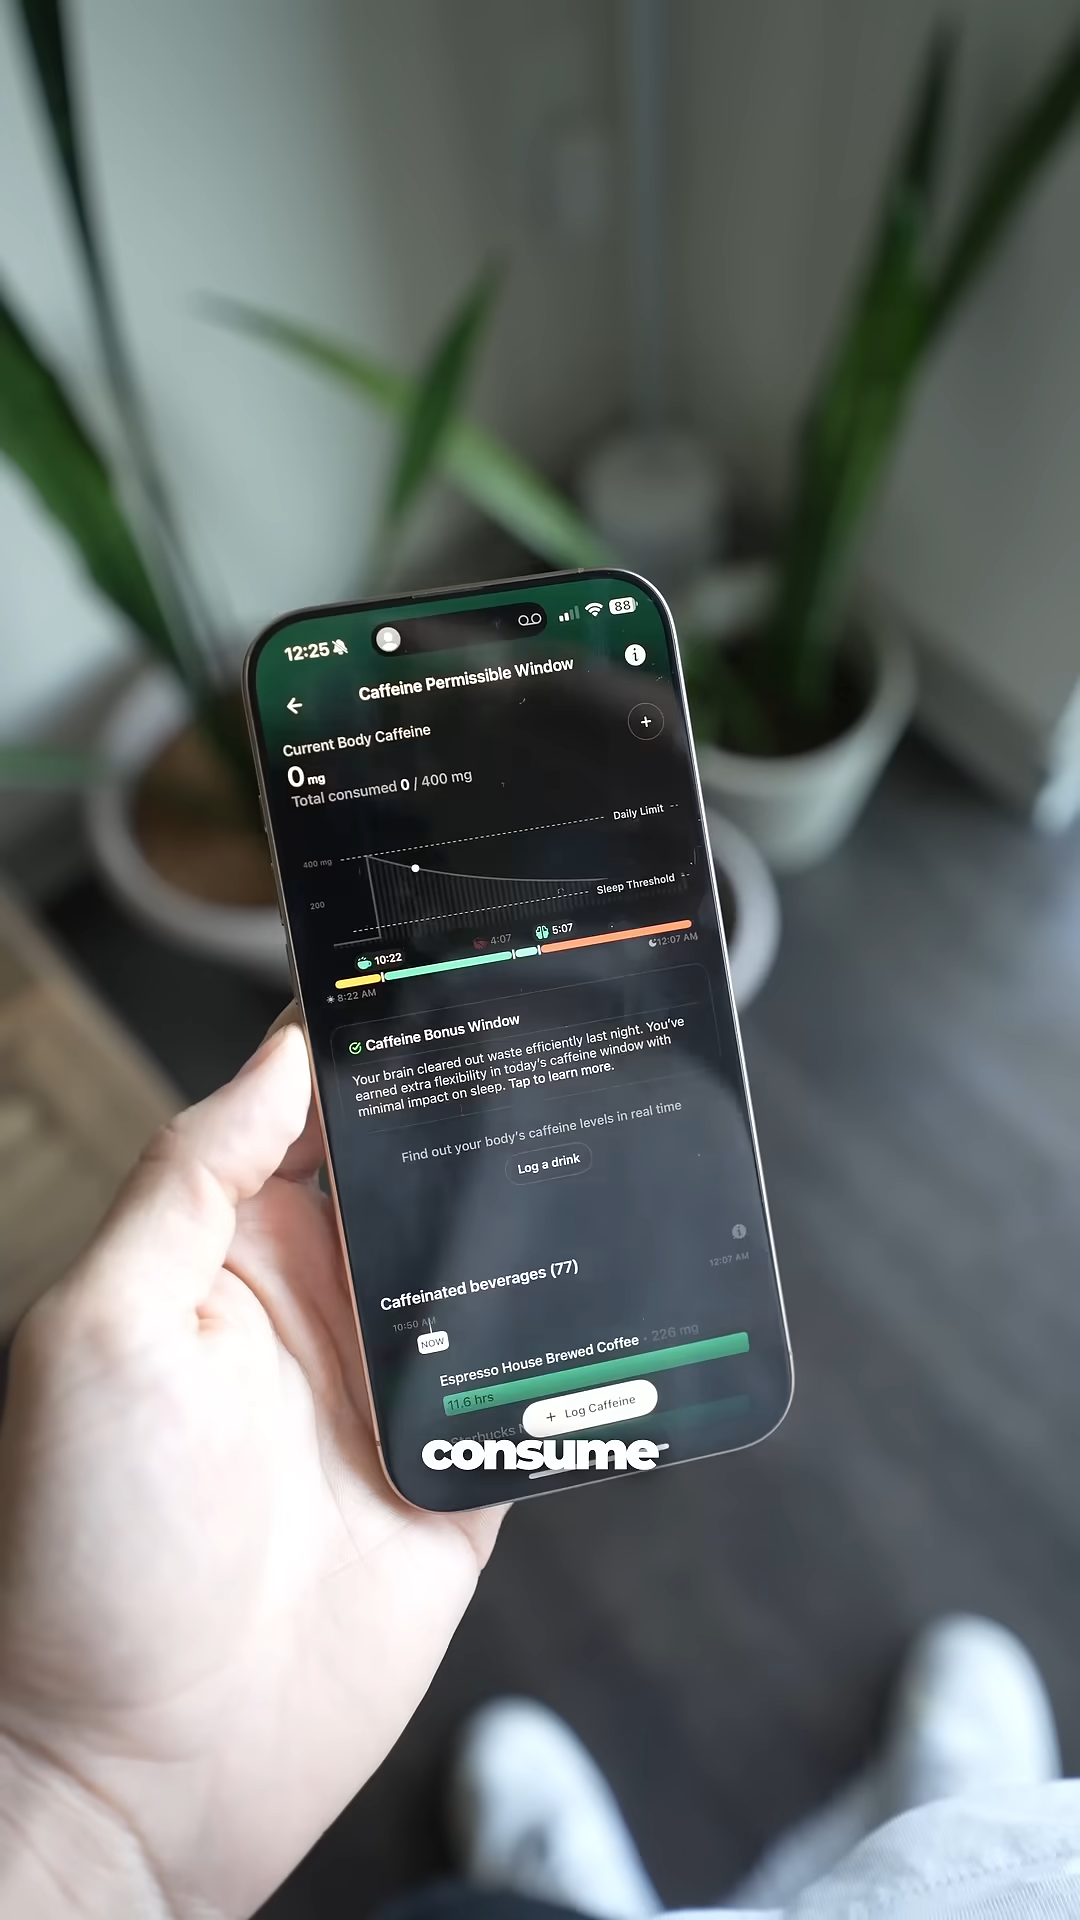 12:25
88
Caffeine Permissible Window
Current Body Caffeine
0 mg
Total consumed 0 / 400 mg
Daily Limit
400 mg
200
Sleep Threshold
10:22
4:07
5:07
8:22 AM
12:07 AM
Caffeine Bonus Window
Your brain cleared out waste efficiently last night. You've
earned extra flexibility in today's caffeine window with
minimal impact on sleep. Tap to learn more.
Find out your body's caffeine levels in real time
Log a drink
Caffeinated beverages (77)
12:07 AM
10:50 AM
NOW
Espresso House Brewed Coffee • 226 mg
11.6 hrs
+ Log Caffeine
Starbucks
consume